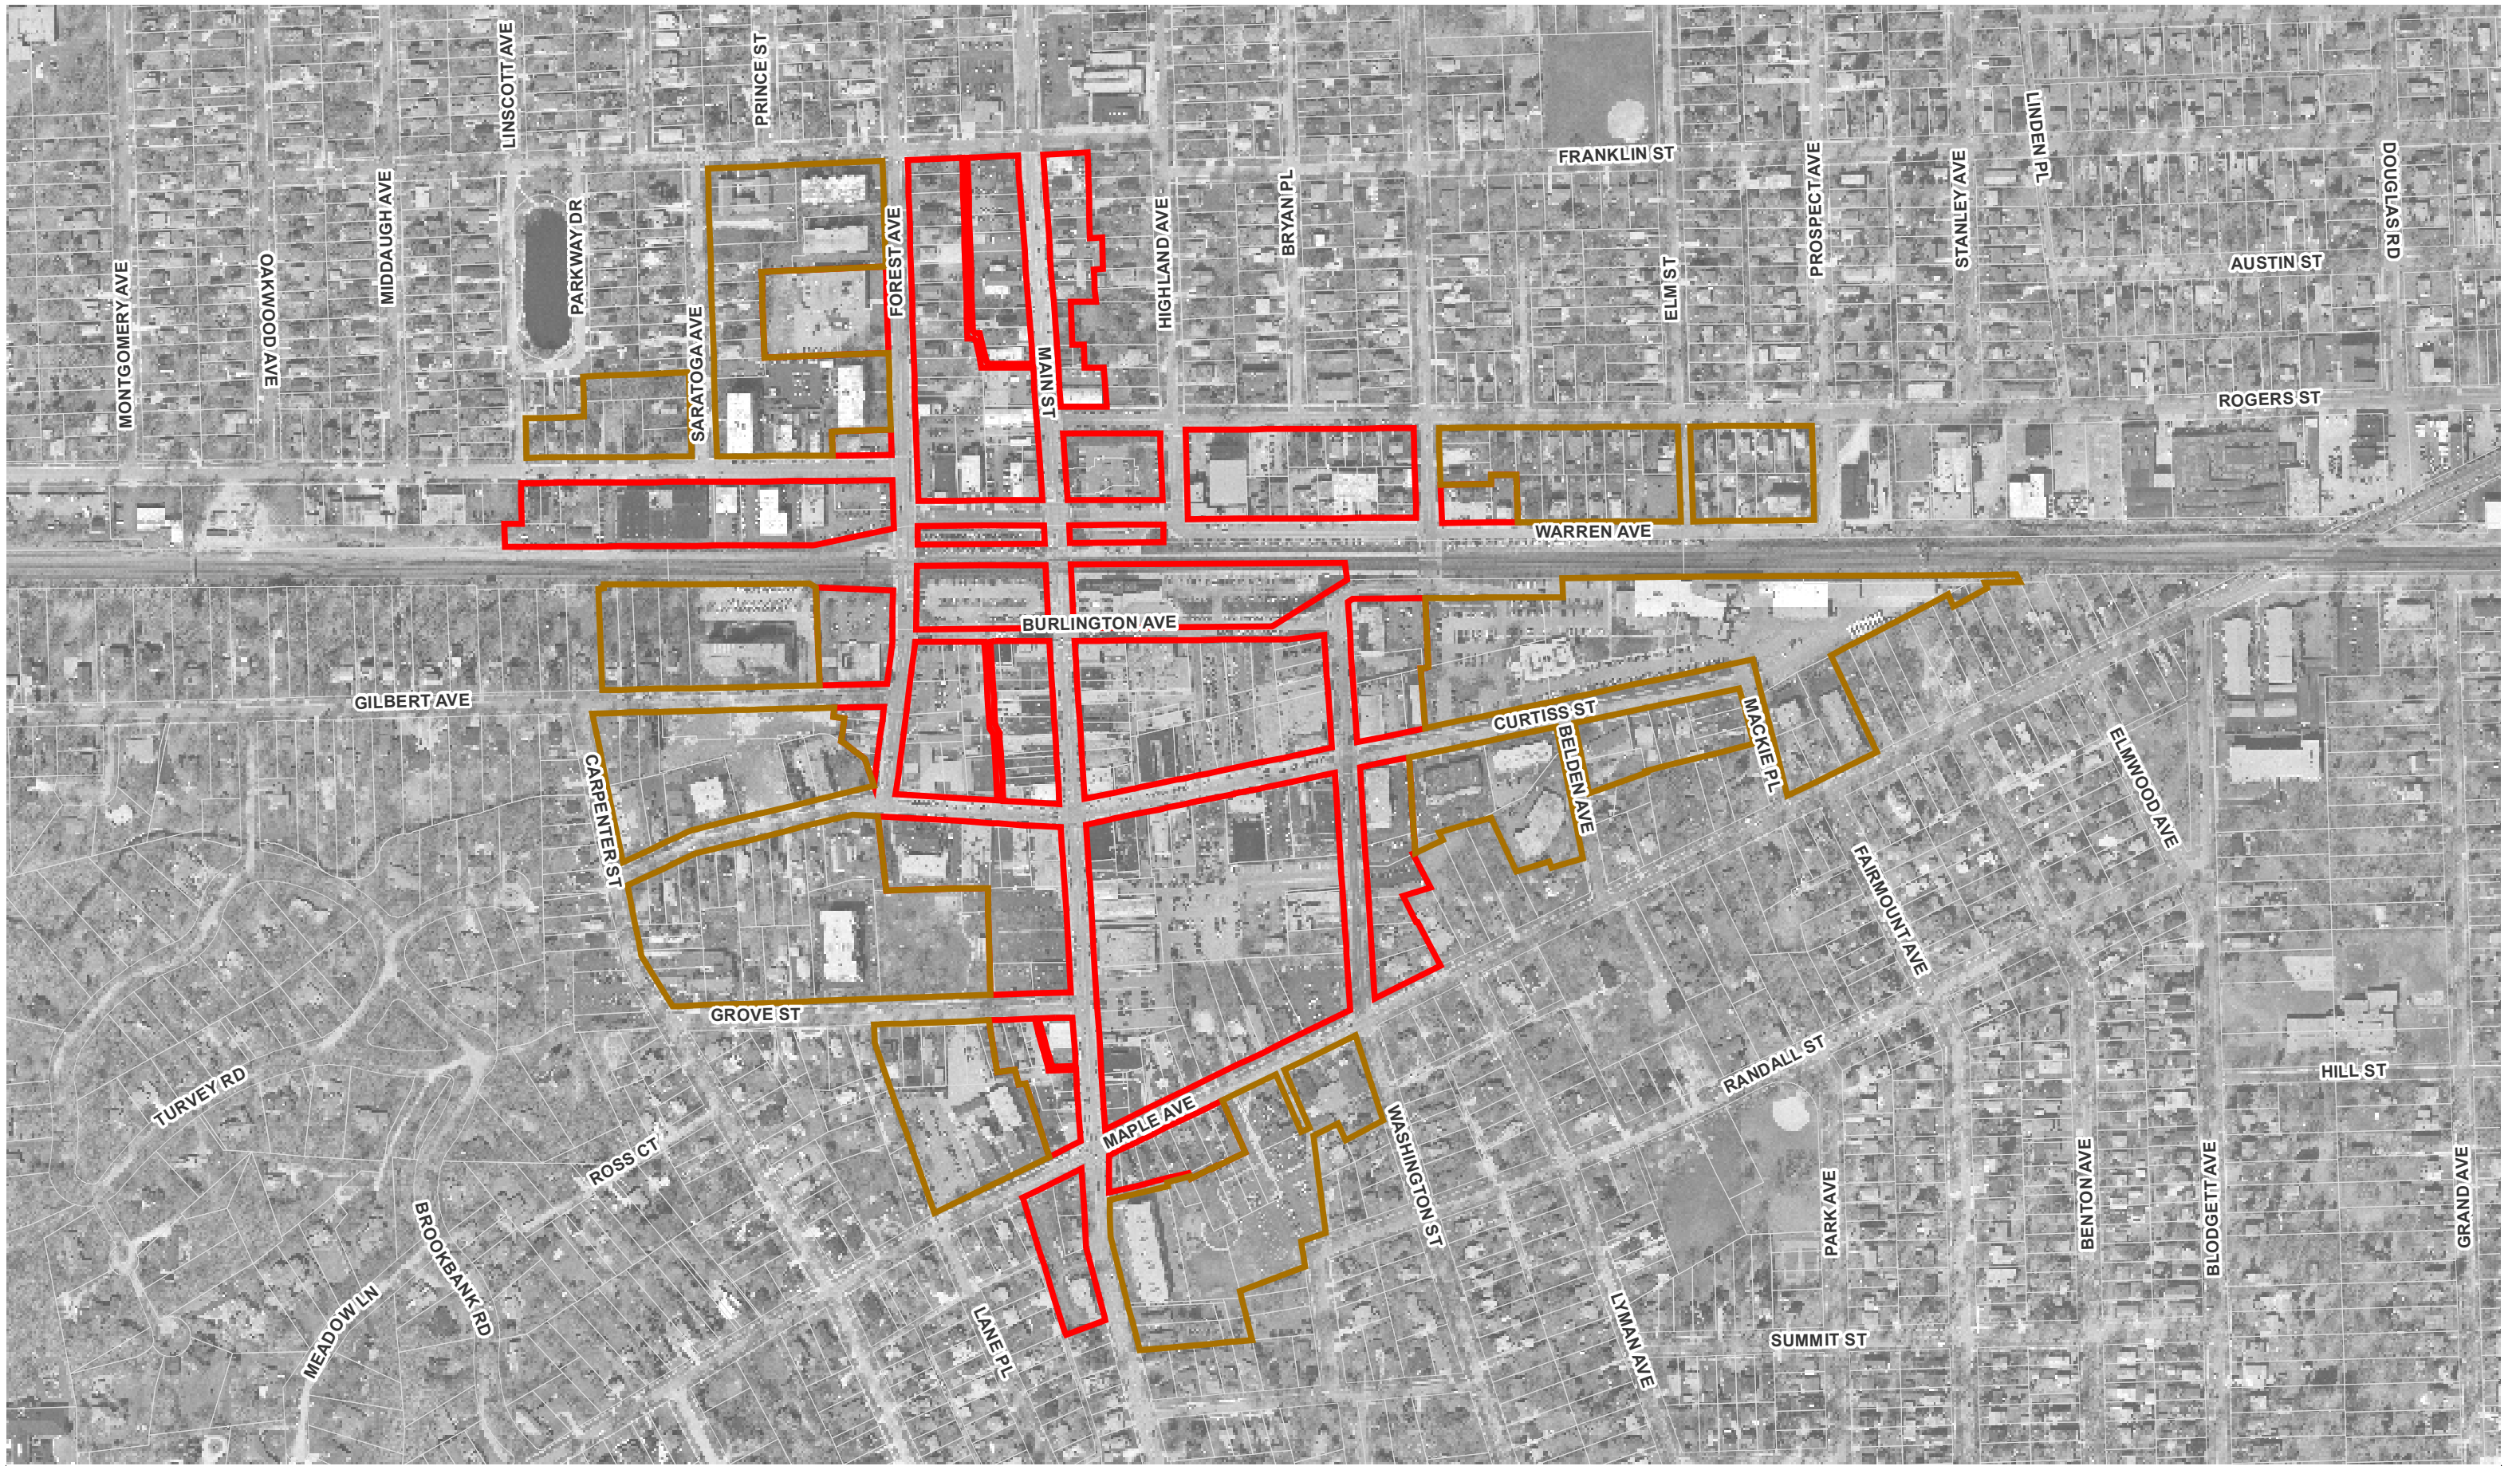 LINSCOTT AVE
PRINCE ST
LINDEN PL
FRANKLIN ST
DOUGLAS RD
PROSPECT AVE
STANLEY AVE
MIDDAUGH AVE
PARKWAY DR
FOREST AVE
HIGHLAND AVE
BRYAN PL
ELM ST
AUSTIN ST
MONTGOMERY AVE
OAKWOOD AVE
SARATOGA AVE
MAIN ST
ROGERS ST
WARREN AVE
BURLINGTON AVE
GILBERT AVE
CURTISS ST
BELDEN AVE
MACKIE PL
ELMWOOD AVE
CARPENTER ST
FAIRMOUNT AVE
GROVE ST
RANDALL ST
HILL ST
TURVEY RD
MAPLE AVE
ROSS CT
WASHINGTON ST
PARK AVE
BENTON AVE
BLODGETT AVE
GRAND AVE
BROOKBANK RD
MEADOW LN
LANE PL
LYMAN AVE
SUMMIT ST